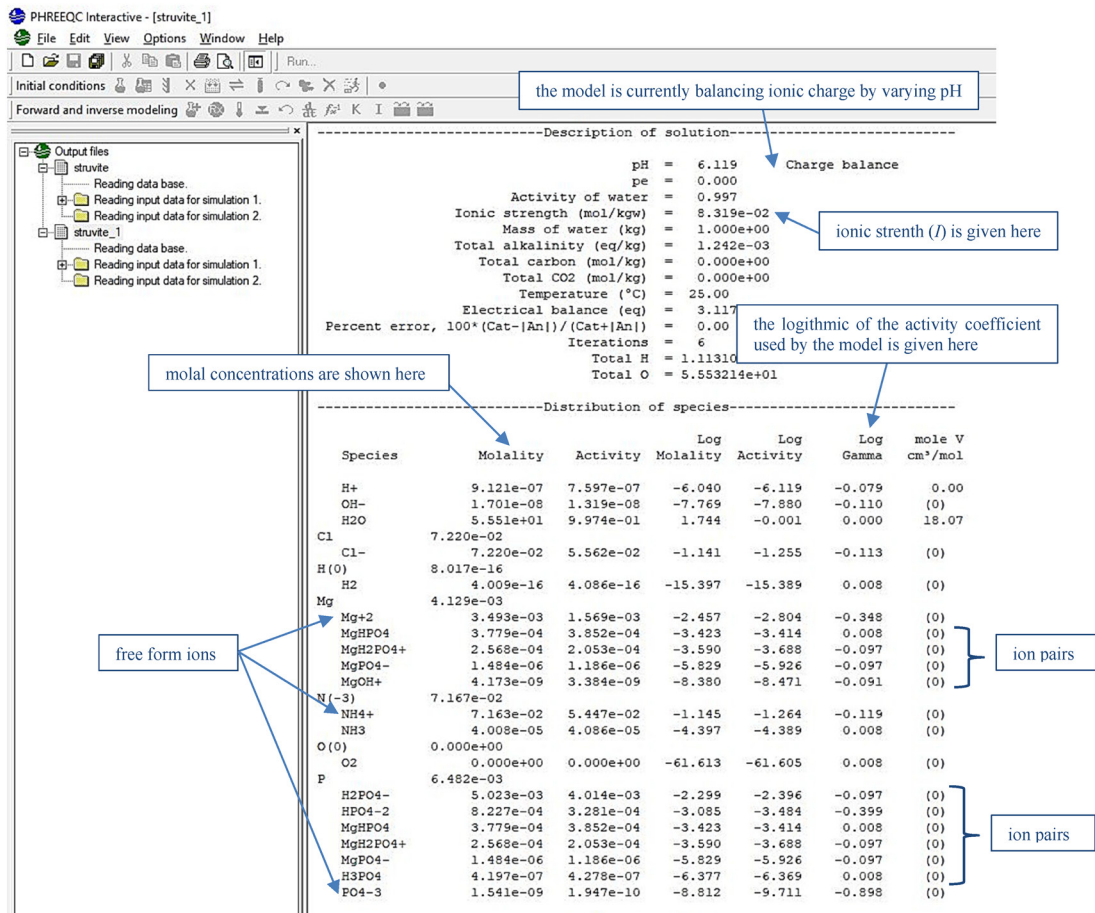 PHREEQC Interactive - [struvite_1]
File Edit View Options Window Help
Run...
Initial conditions
Forward and inverse modeling
the model is currently balancing ionic charge by varying pH
Output files
struvite
Reading data base.
Reading input data for simulation 1.
Reading input data for simulation 2.
struvite_1
Reading data base.
Reading input data for simulation 1.
Reading input data for simulation 2.
----------------------------Description of solution----------------------------
pH = 6.119 Charge balance
pe = 0.000
Activity of water = 0.997
Ionic strength (mol/kgw) = 8.319e-02
Mass of water (kg) = 1.000e+00
Total alkalinity (eq/kg) = 1.242e-03
Total carbon (mol/kg) = 0.000e+00
Total CO2 (mol/kg) = 0.000e+00
Temperature (°C) = 25.00
Electrical balance (eq) = 3.117
Percent error, 100*(Cat-|An|)/(Cat+|An|) = 0.00
Iterations = 6
Total H = 1.11310
Total O = 5.553214e+01
ionic strenth (I) is given here
the logithmic of the activity coefficient
used by the model is given here
molal concentrations are shown here
----------------------------Distribution of species----------------------------
Log Log Log mole V
Species Molality Activity Molality Activity Gamma cm³/mol
H+ 9.121e-07 7.597e-07 -6.040 -6.119 -0.079 0.00
OH- 1.701e-08 1.319e-08 -7.769 -7.880 -0.110 (0)
H2O 5.551e+01 9.974e-01 1.744 -0.001 0.000 18.07
Cl 7.220e-02
Cl- 7.220e-02 5.562e-02 -1.141 -1.255 -0.113 (0)
H(0) 8.017e-16
H2 4.009e-16 4.086e-16 -15.397 -15.389 0.008 (0)
Mg 4.129e-03
Mg+2 3.493e-03 1.569e-03 -2.457 -2.804 -0.348 (0)
MgHPO4 3.779e-04 3.852e-04 -3.423 -3.414 0.008 (0)
MgH2PO4+ 2.568e-04 2.053e-04 -3.590 -3.688 -0.097 (0)
MgPO4- 1.484e-06 1.186e-06 -5.829 -5.926 -0.097 (0)
MgOH+ 4.173e-09 3.384e-09 -8.380 -8.471 -0.091 (0)
N(-3) 7.167e-02
NH4+ 7.163e-02 5.447e-02 -1.145 -1.264 -0.119 (0)
NH3 4.008e-05 4.086e-05 -4.397 -4.389 0.008 (0)
O(0) 0.000e+00
O2 0.000e+00 0.000e+00 -61.613 -61.605 0.008 (0)
P 6.482e-03
H2PO4- 5.023e-03 4.014e-03 -2.299 -2.396 -0.097 (0)
HPO4-2 8.227e-04 3.281e-04 -3.085 -3.484 -0.399 (0)
MgHPO4 3.779e-04 3.852e-04 -3.423 -3.414 0.008 (0)
MgH2PO4+ 2.568e-04 2.053e-04 -3.590 -3.688 -0.097 (0)
MgPO4- 1.484e-06 1.186e-06 -5.829 -5.926 -0.097 (0)
H3PO4 4.197e-07 4.278e-07 -6.377 -6.369 0.008 (0)
PO4-3 1.541e-09 1.947e-10 -8.812 -9.711 -0.898 (0)
free form ions
ion pairs
ion pairs